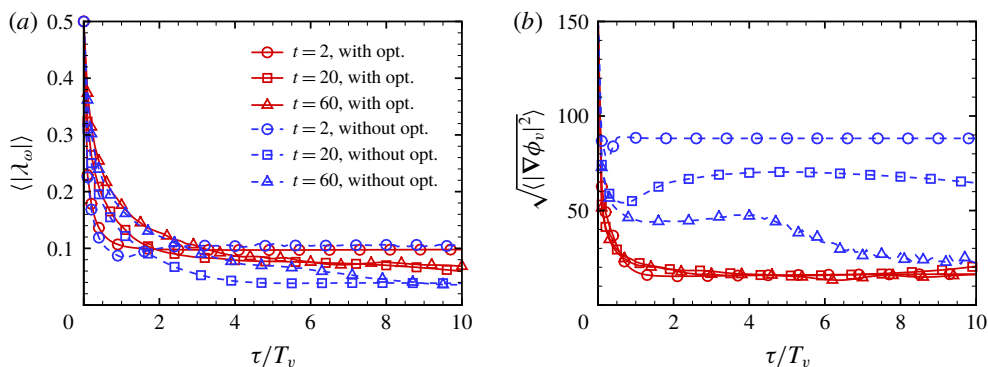 (a)
0.5
0.4
0.3
0.2
0.1
0 2 4 6 8 10
⟨|λω|⟩
τ/Tv
t = 2, with opt.
t = 20, with opt.
t = 60, with opt.
t = 2, without opt.
t = 20, without opt.
t = 60, without opt.
(b)
150
100
50
0 2 4 6 8 10
√⟨|∇ϕv|²⟩
τ/Tv